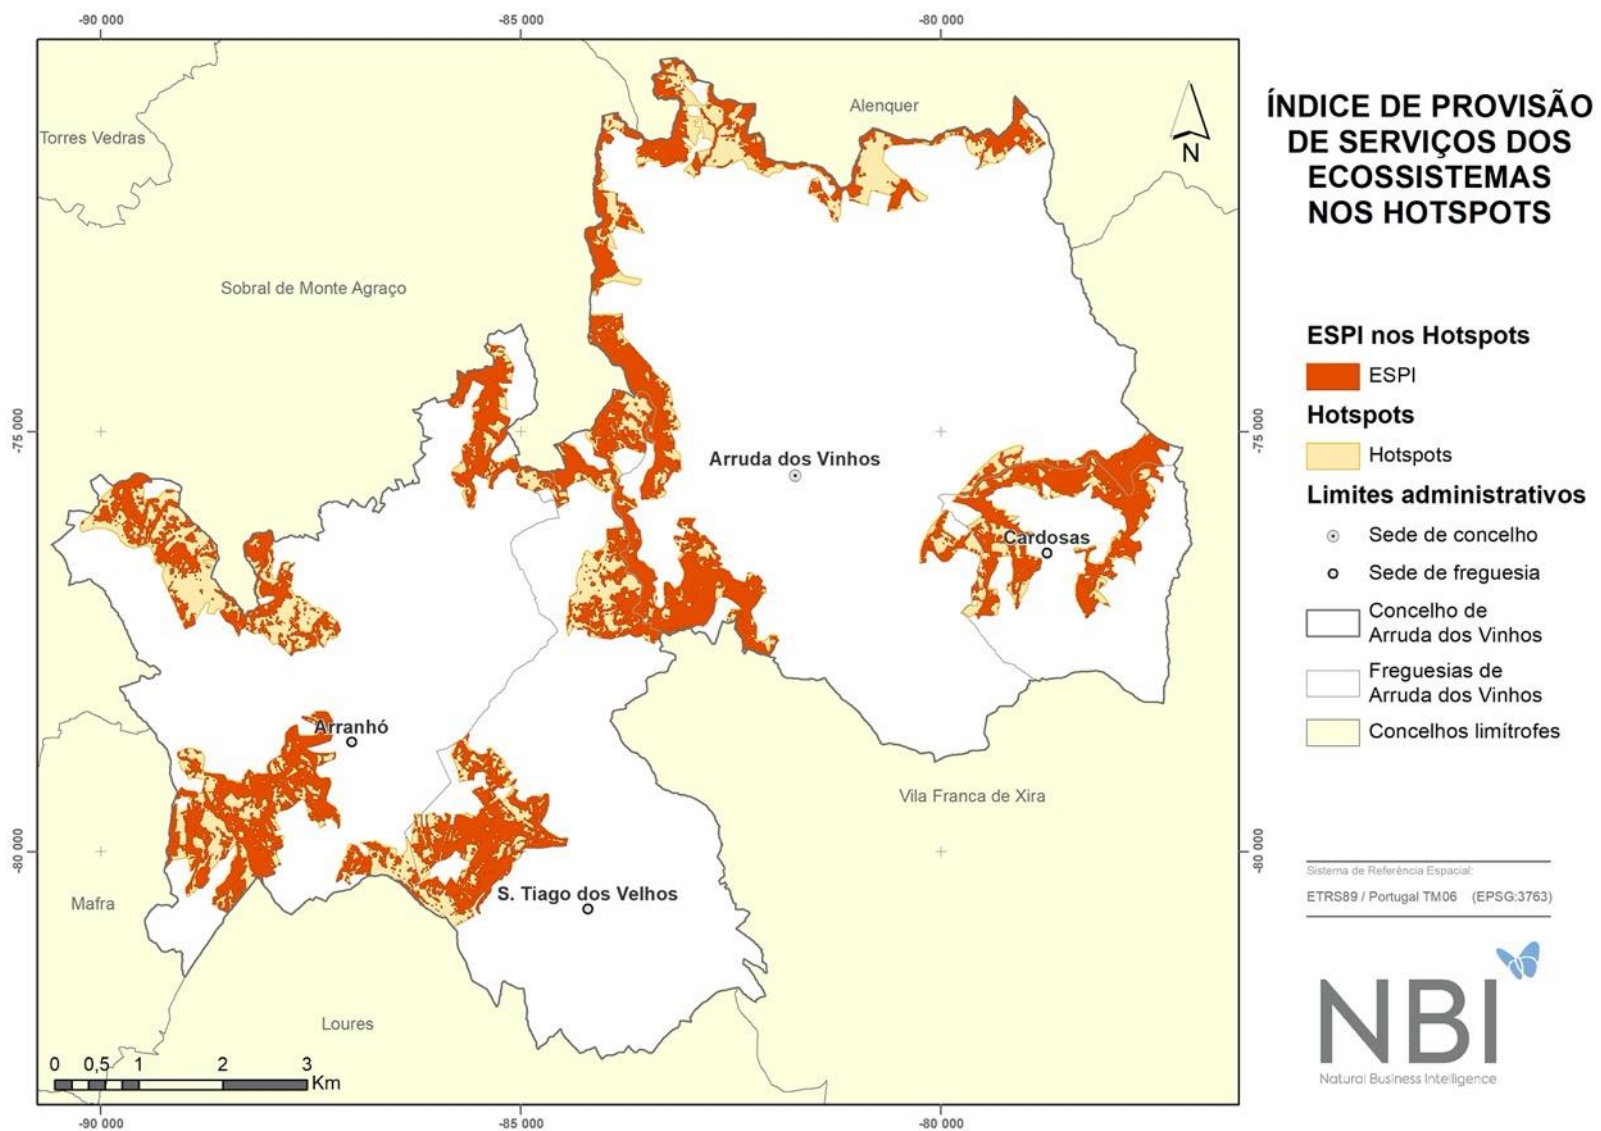 -90 000
-85 000
-80 000
Torres Vedras
Alenquer
N
Sobral de Monte Agraço
-75 000
-75 000
Arruda dos Vinhos
Cardosas
Arranhó
Vila Franca de Xira
-80 000
-80 000
S. Tiago dos Velhos
Mafra
Loures
0 0,5 1 2 3
Km
-90 000
-85 000
-80 000
ÍNDICE DE PROVISÃO
DE SERVIÇOS DOS
ECOSSISTEMAS
NOS HOTSPOTS
ESPI nos Hotspots
ESPI
Hotspots
Hotspots
Limites administrativos
Sede de concelho
Sede de freguesia
Concelho de
Arruda dos Vinhos
Freguesias de
Arruda dos Vinhos
Concelhos limítrofes
Sistema de Referência Espacial:
ETRS89 / Portugal TM06 (EPSG:3763)
NBI
Natural Business Intelligence